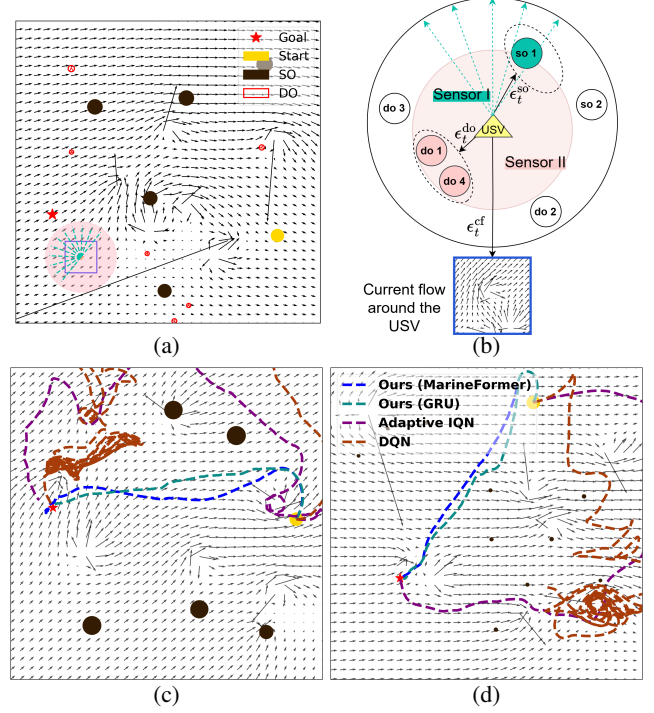 Goal
Start
SO
DO
(a)
so 1
Sensor I
ϵ_t^so
do 3
so 2
ϵ_t^do
USV
do 1
Sensor II
do 4
do 2
ϵ_t^cf
Current flow
around the
USV
(b)
(c)
Ours (MarineFormer)
Ours (GRU)
Adaptive IQN
DQN
(d)